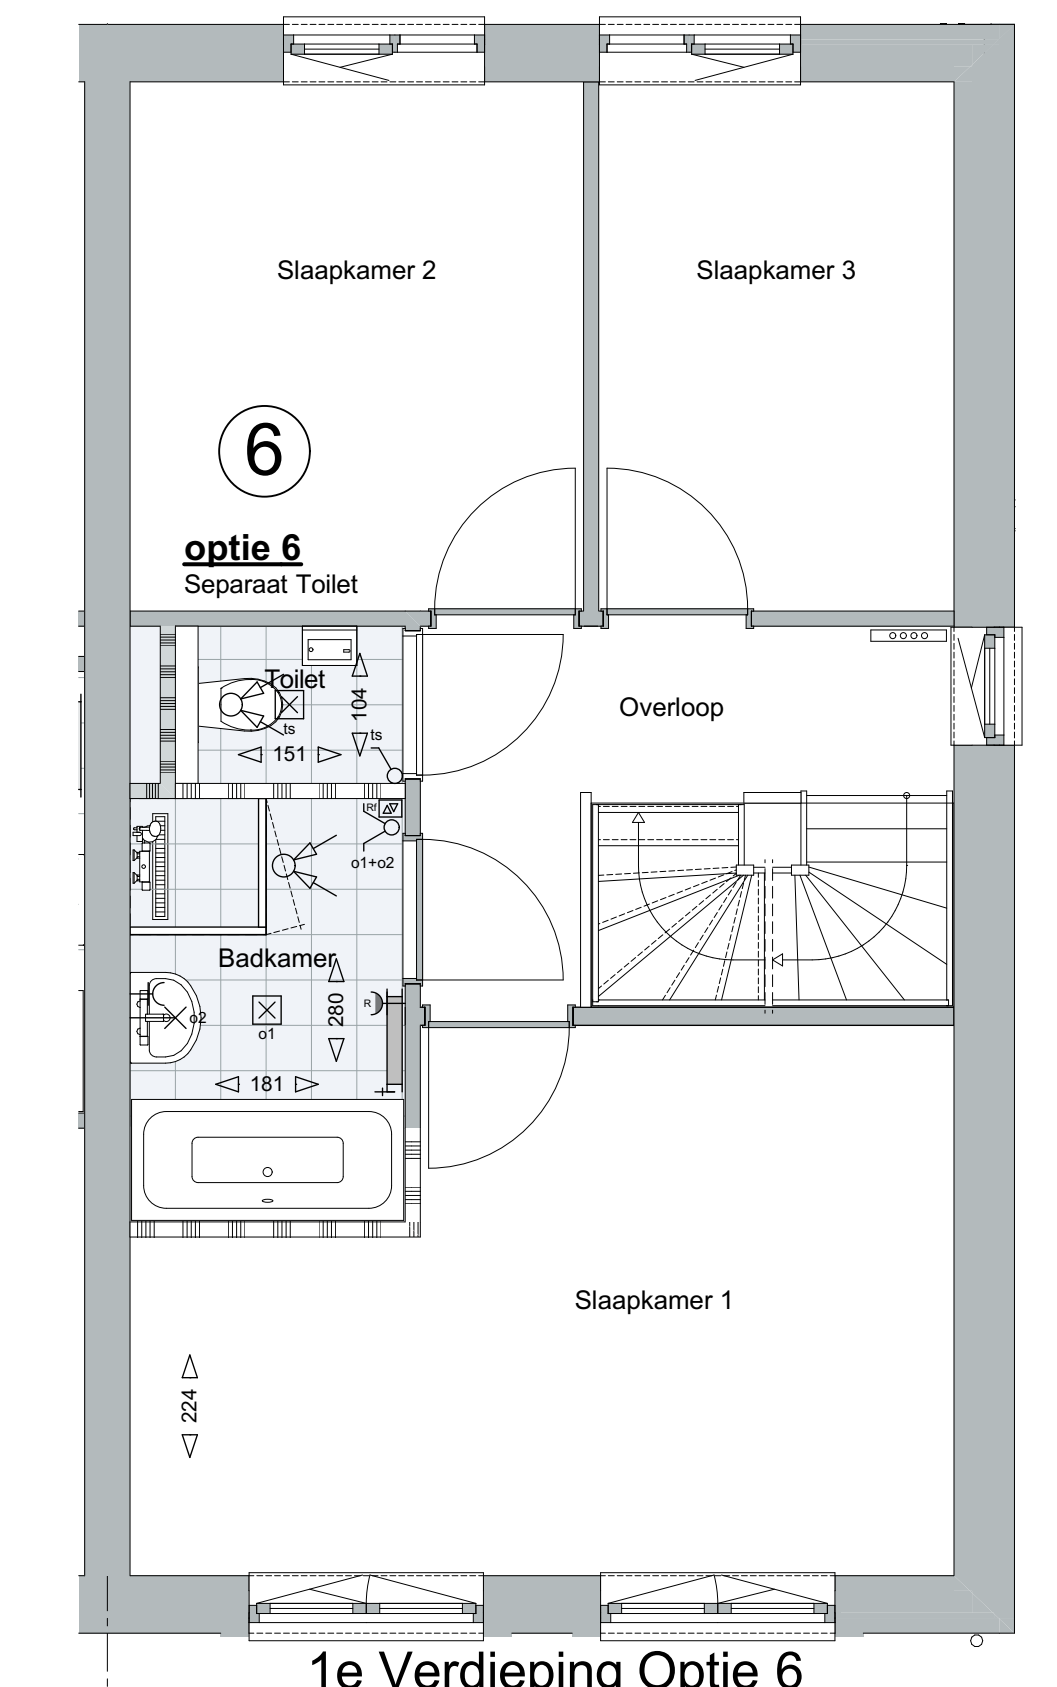 Slaapkamer 2
Slaapkamer 3
6
optie 6
Separaat Toilet
Toilet
104
ts
151
ts
Overloop
Rf
o1+o2
Badkamer
280
R
o2
o1
181
Slaapkamer 1
224
1e Verdieping Optie 6